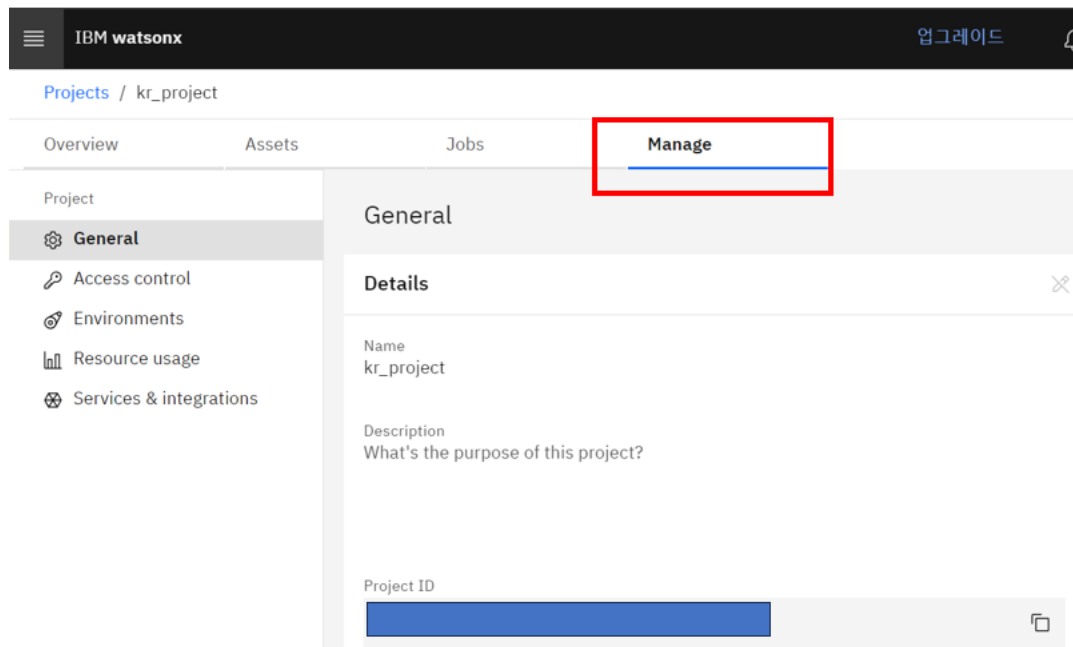 IBM watsonx 업그레이드
Projects / kr_project
Overview Assets Jobs Manage
Project
General
Access control
Environments
Resource usage
Services & integrations
General
Details
Name
kr_project
Description
What's the purpose of this project?
Project ID